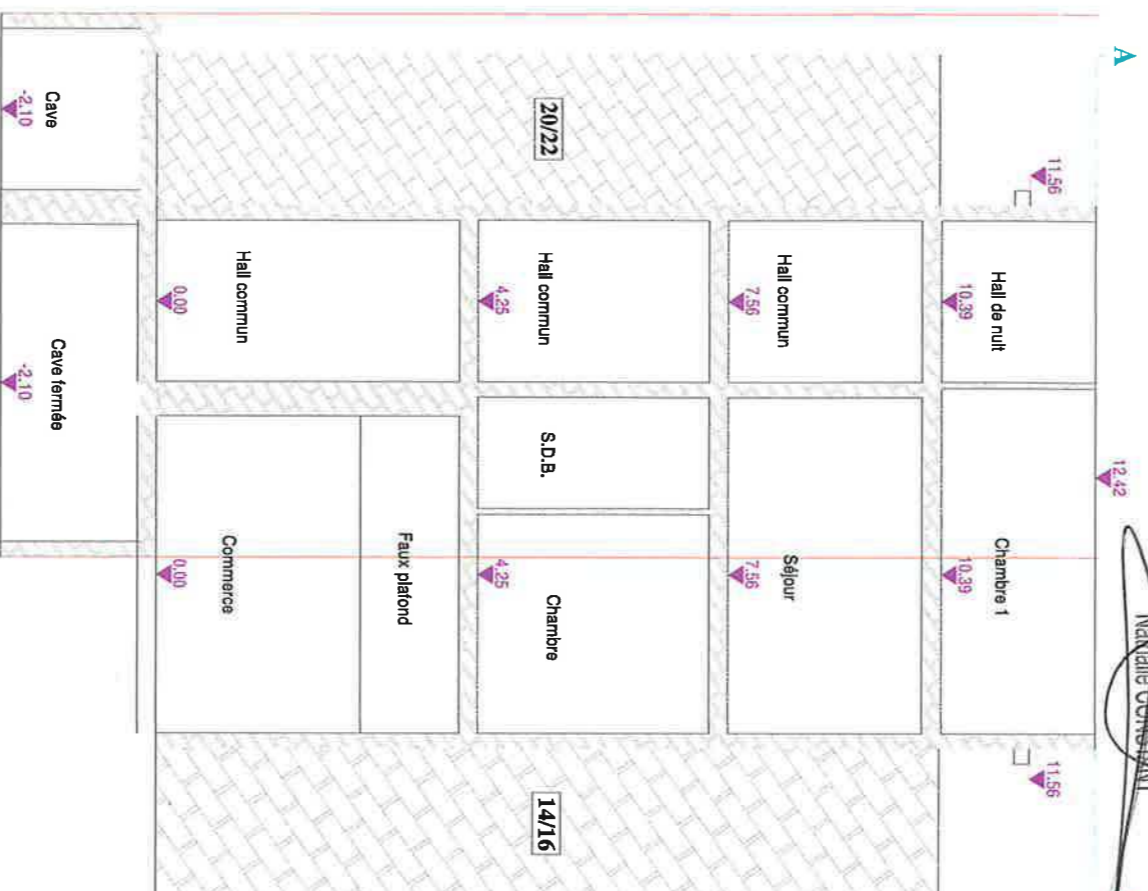 A
12.42
11.56
11.56
Hall de nuit
Chambre 1
10.39
10.39
Hall commun
Séjour
7.56
7.56
20/22
Hall commun
S.D.B.
Chambre
14/16
4.25
4.25
Faux plafond
Hall commun
Commerce
0.00
0.00
Cave
Cave fermée
-2.10
-2.10